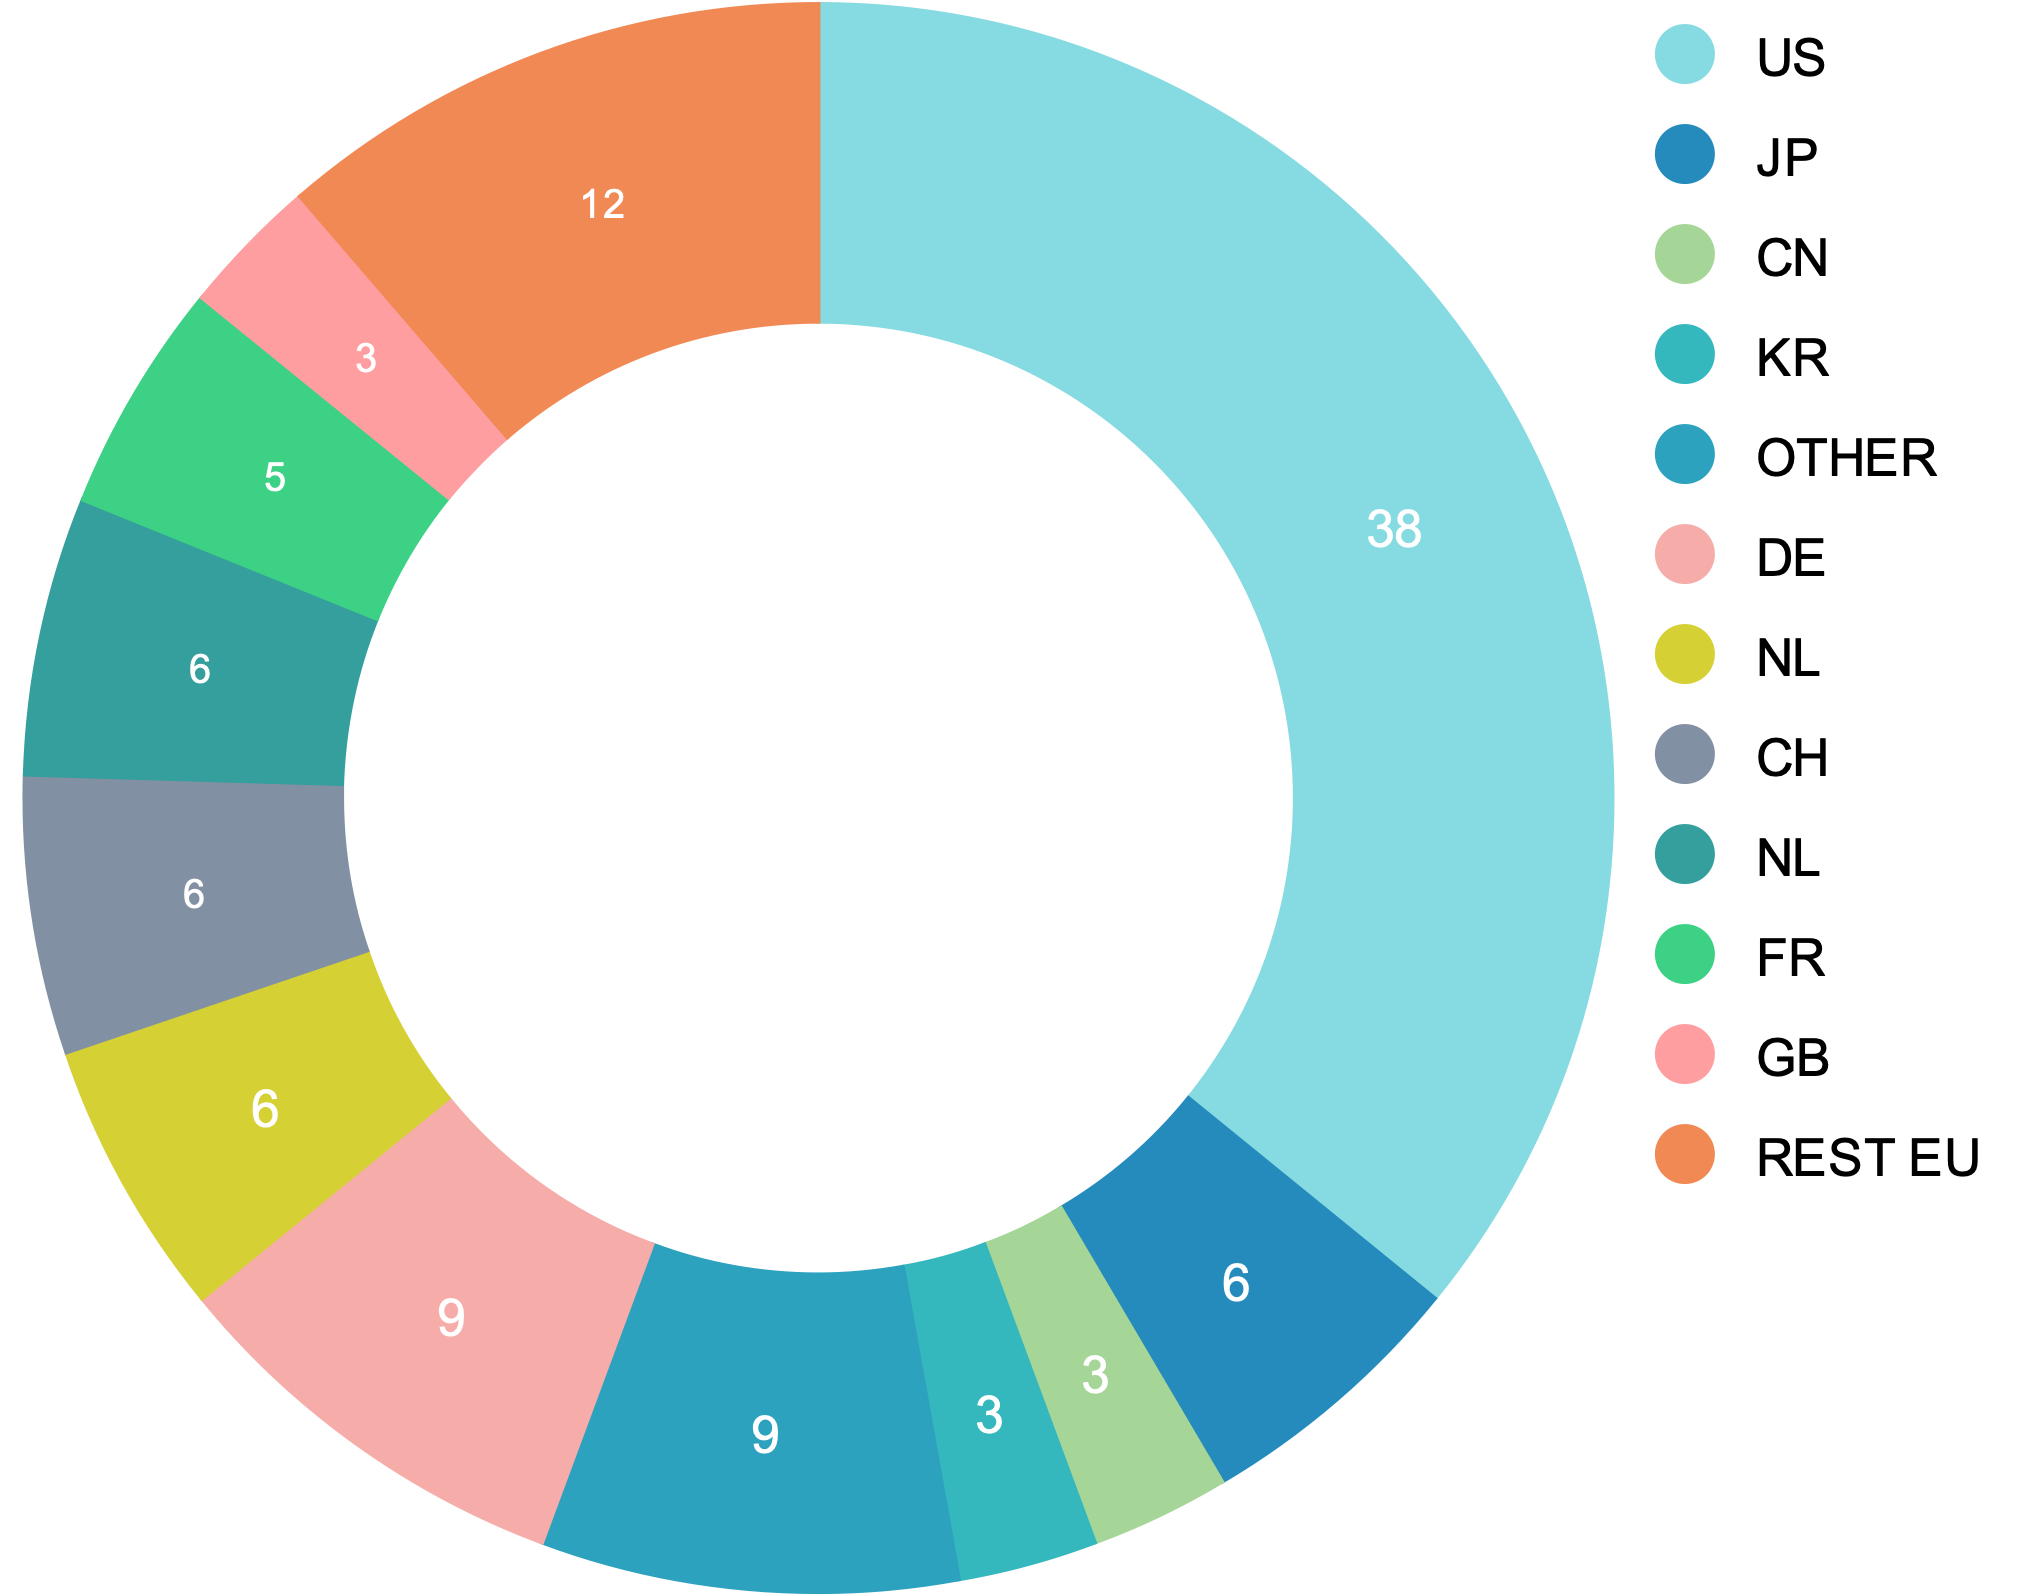 38
6
3
3
9
9
6
6
6
5
3
12
US
JP
CN
KR
OTHER
DE
NL
CH
NL
FR
GB
REST EU